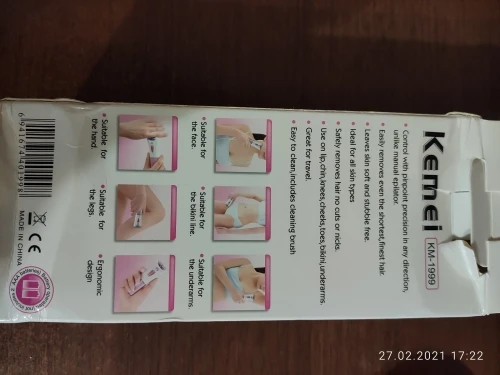 Kemei
KM-1999
• Control with pinpoint precision in any direction,
unlike manual epilator.
• Easily removes even the shortest,finest hair.
• Leaves skin soft and stubble free.
• Ideal for all skin types
• Safely removes hair no cuts or nicks.
• Use on lip,chin,knees,cheeks,toes,bikini,underarms
• Great for travel.
• Easy to clean,includes cleaning brush
• Suitable for
the face.
• Suitable for
the bikini line.
• Suitable for
the underarms
• Suitable for
the hand.
• Suitable for
the legs.
• Ergonomic
design
6941674401998
CE
MADE IN CHINA
27.02.2021 17:22